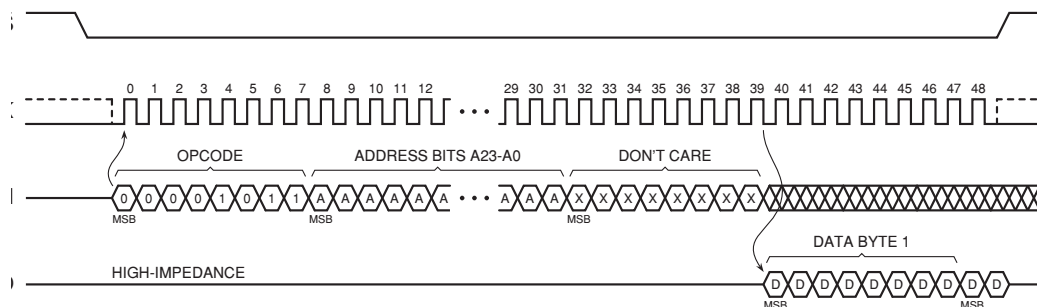 0 1 2 3 4 5 6 7 8 9 10 11 12 29 30 31 32 33 34 35 36 37 38 39 40 41 42 43 44 45 46 47 48
OPCODE ADDRESS BITS A23-A0 DON'T CARE
0 0 0 0 1 0 1 1 A A A A A A A A A X X X X X X X X
MSB MSB MSB
DATA BYTE 1
HIGH-IMPEDANCE
D D D D D D D D D D
MSB MSB